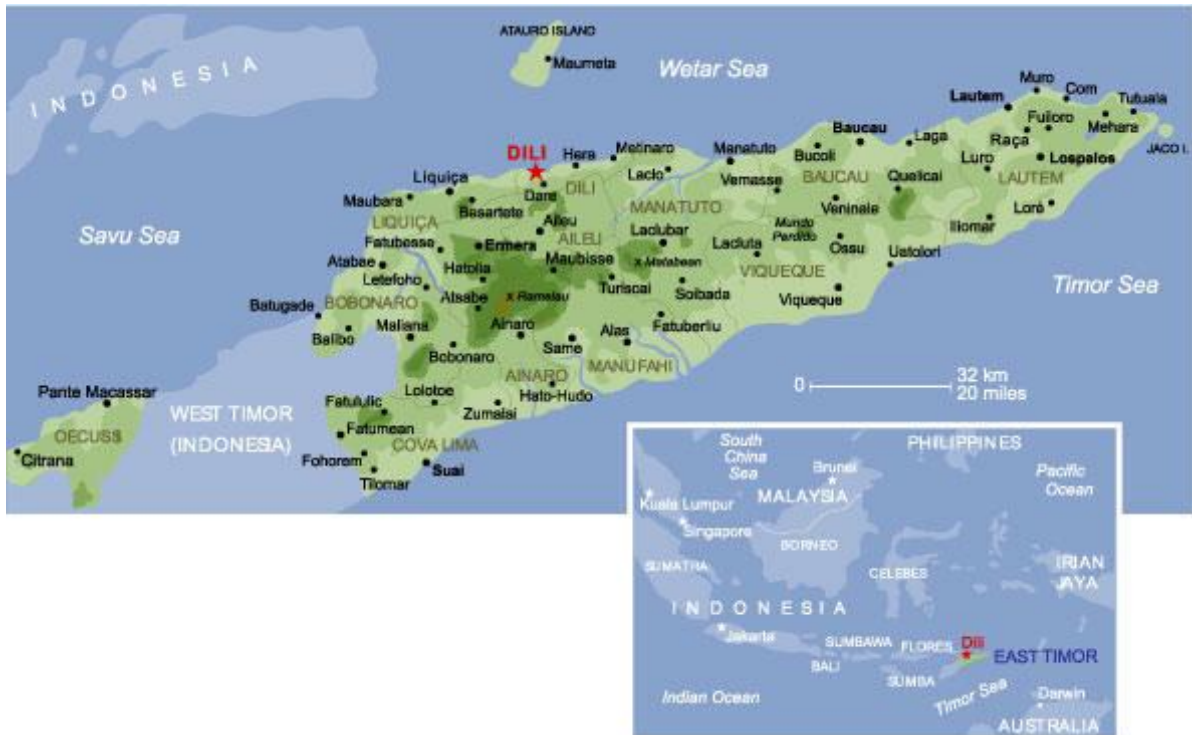 ATAURO ISLAND
Maumeta
Wetar Sea
INDONESIA
Muro
Com
Lautem
Tutuala
Fuiloro
Mehara
Raça
JACO I.
Baucau
Laga
Bucoli
Luro
Lospalos
LAUTEM
DILI
Hera
Metinaro
Manatuto
Laclo
Vemasse
BAUCAU
Quelicai
Dare
DILI
Liquiça
Maubara
Basartete
LIQUIÇA
MANATUTO
Veninale
Loré
Iliomar
Savu Sea
Aileu
AILEU
Laclubar
Mundo
Perdido
Ossu
Uatolori
Fatubesse
Ermera
Lacluta
Maubisse
x Matabean
VIQUEQUE
Atabae
Hatolia
Letefoho
Turiscai
Soibada
Viqueque
Timor Sea
BOBONARO
Batugade
Atsabe
x Ramelau
Balibo
Maliana
Ainaro
Alas
Fatuberliu
Same
Bobonaro
MANUFAHI
AINARO
Hato-Hudo
0
32 km
20 miles
Pante Macassar
WEST TIMOR
(INDONESIA)
OECUSS
Citrana
Lolotoe
Fatululic
Zumalai
Fatumean
COVA LIMA
Fohorem
Suai
Tilomar
PHILIPPINES
South
China
Sea
Brunei
Pacific
Ocean
MALAYSIA
Kuala Lumpur
Singapore
BORNEO
SUMATRA
CELEBES
IRIAN
JAYA
INDONESIA
Jakarta
SUMBAWA
FLORES
Dili
EAST TIMOR
BALI
SUMBA
Timor Sea
Indian Ocean
Darwin
AUSTRALIA